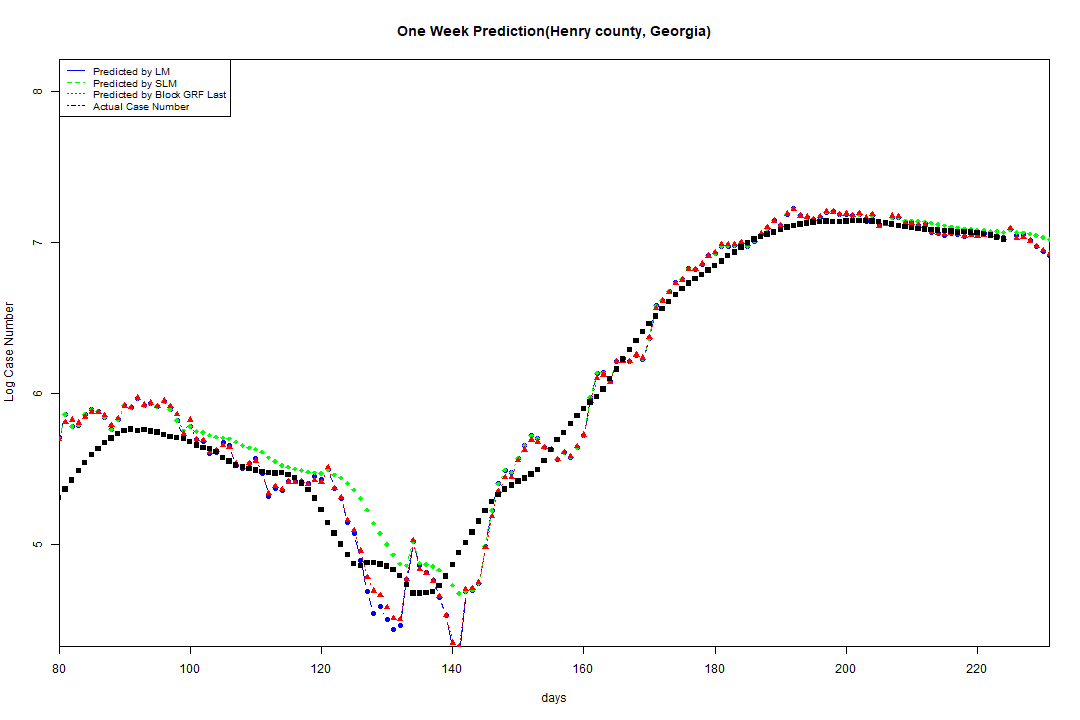 One Week Prediction(Henry county, Georgia)
Predicted by LM
Predicted by SLM
Predicted by Block GRF Last
Actual Case Number
8
7
6
5
Log Case Number
80 100 120 140 160 180 200 220
days